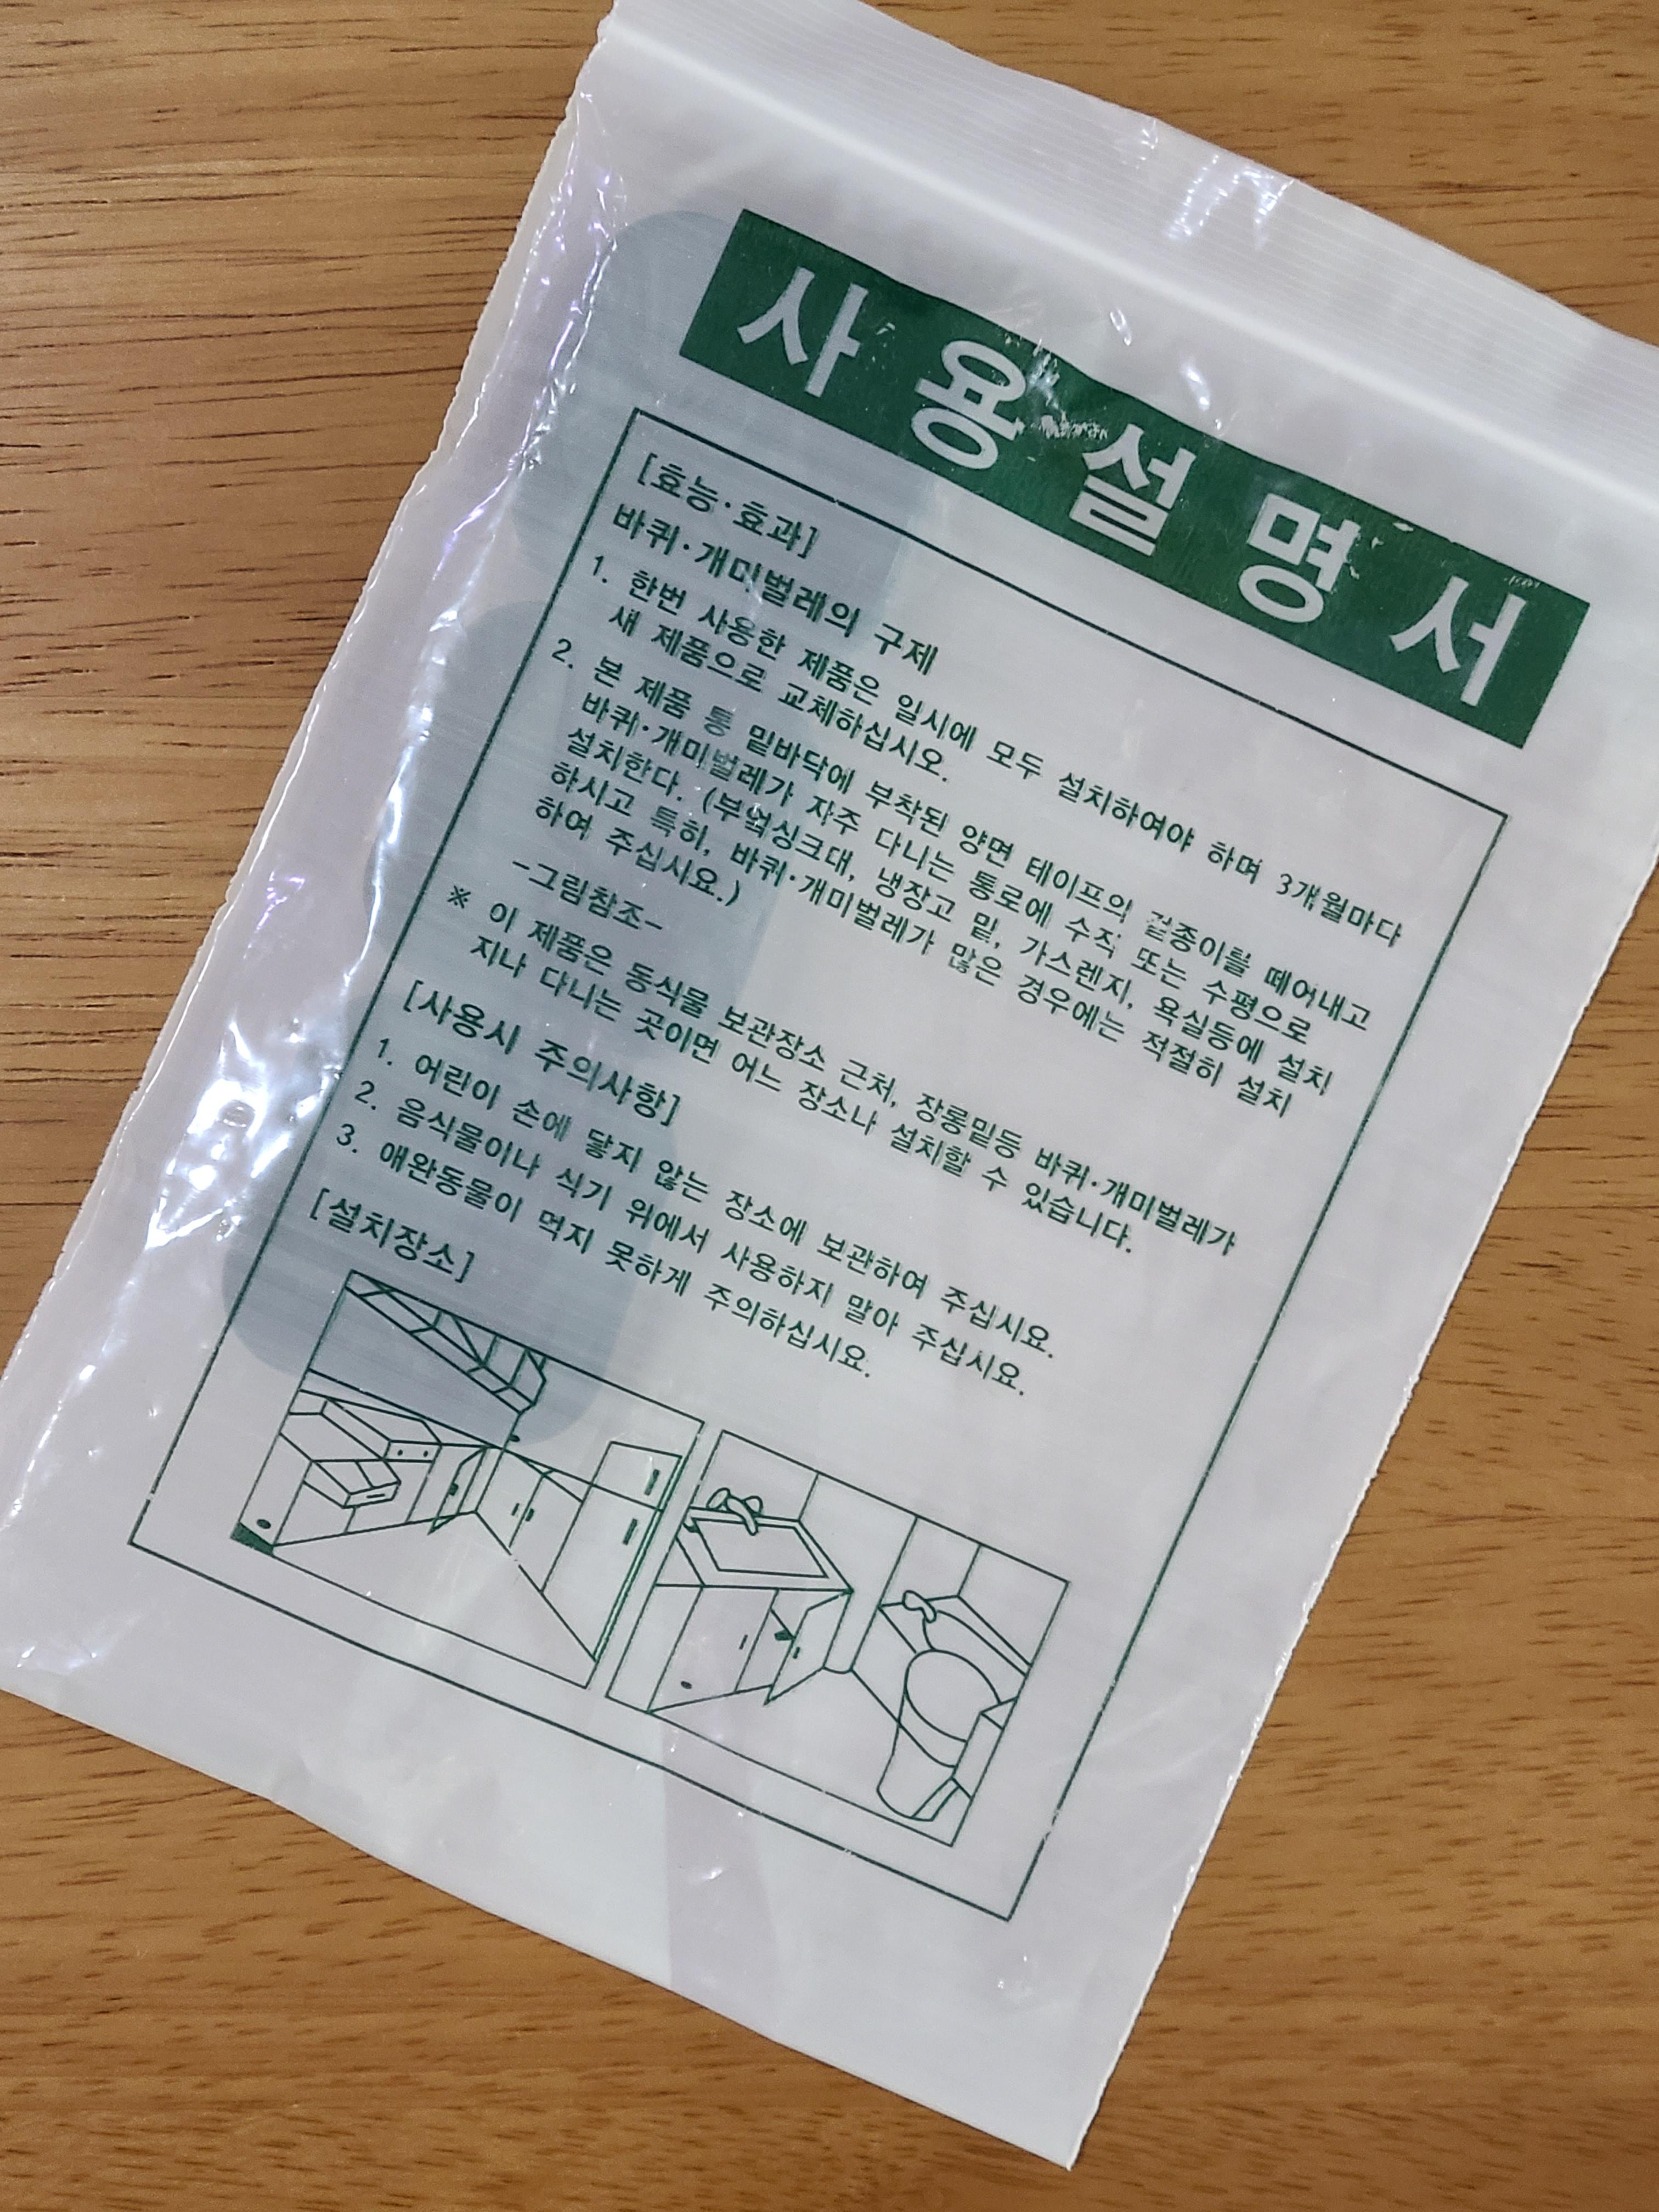 사용설명서
[효능·효과]
바퀴·개미벌레의 구제
1. 한번 사용한 제품은 일시에 모두 설치하여야 하며 3개월마다
새 제품으로 교체하십시오.
2. 본 제품 통 밑바닥에 부착된 양면 테이프의 겉종이를 떼어내고
바퀴·개미벌레가 자주 다니는 통로에 수직 또는 수평으로
설치한다. (부엌싱크대, 냉장고 밑, 가스렌지, 욕실등에 설치
하시고 특히, 바퀴·개미벌레가 많은 경우에는 적절히 설치
하여 주십시요.)
-그림참조-
※ 이 제품은 동식물 보관장소 근처, 장롱밑등 바퀴·개미벌레가
지나 다니는 곳이면 어느 장소나 설치할 수 있습니다.
[사용시 주의사항]
1. 어린이 손에 닿지 않는 장소에 보관하여 주십시요.
2. 음식물이나 식기 위에서 사용하지 말아 주십시요.
3. 애완동물이 먹지 못하게 주의하십시요.
[설치장소]